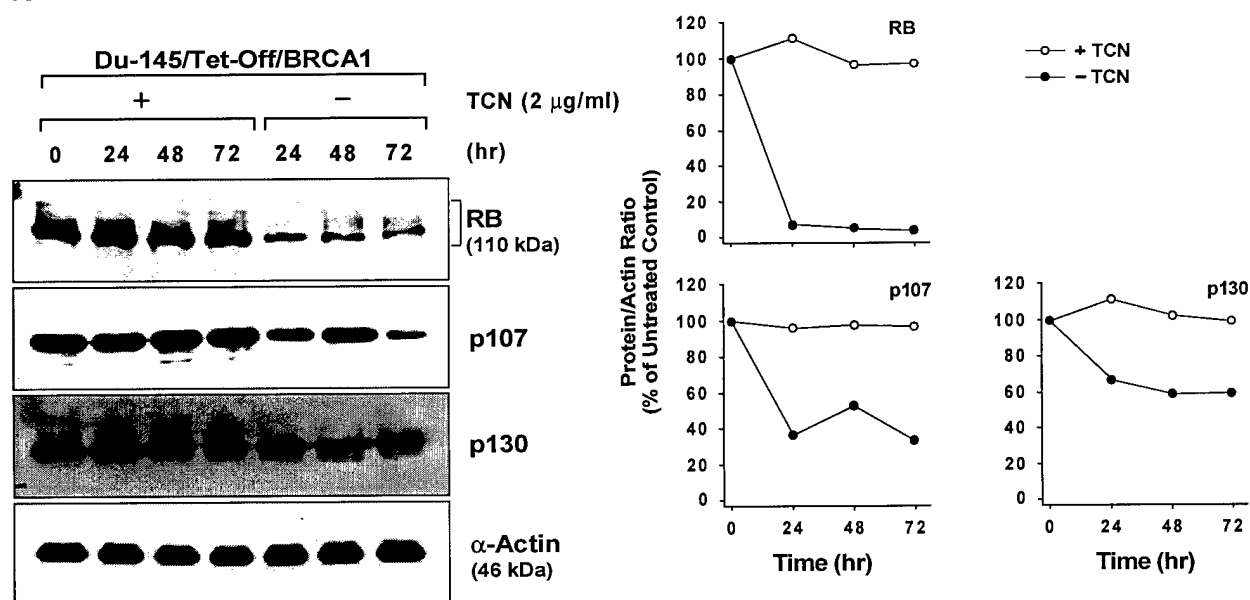 Du-145/Tet-Off/BRCA1
+ − TCN (2 μg/ml)
0 24 48 72 24 48 72 (hr)
RB
(110 kDa)
p107
p130
α-Actin
(46 kDa)
Protein/Actin Ratio
(% of Untreated Control)
RB
120
100
80
60
40
20
0
+ TCN
− TCN
p107
120
100
80
60
40
20
0
0 24 48 72
Time (hr)
p130
120
100
80
60
40
20
0
0 24 48 72
Time (hr)